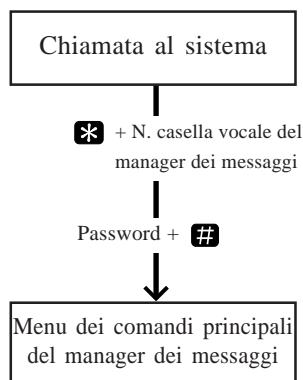 Chiamata al sistema
* + N. casella vocale del
manager dei messaggi
Password + #
Menu dei comandi principali
del manager dei messaggi